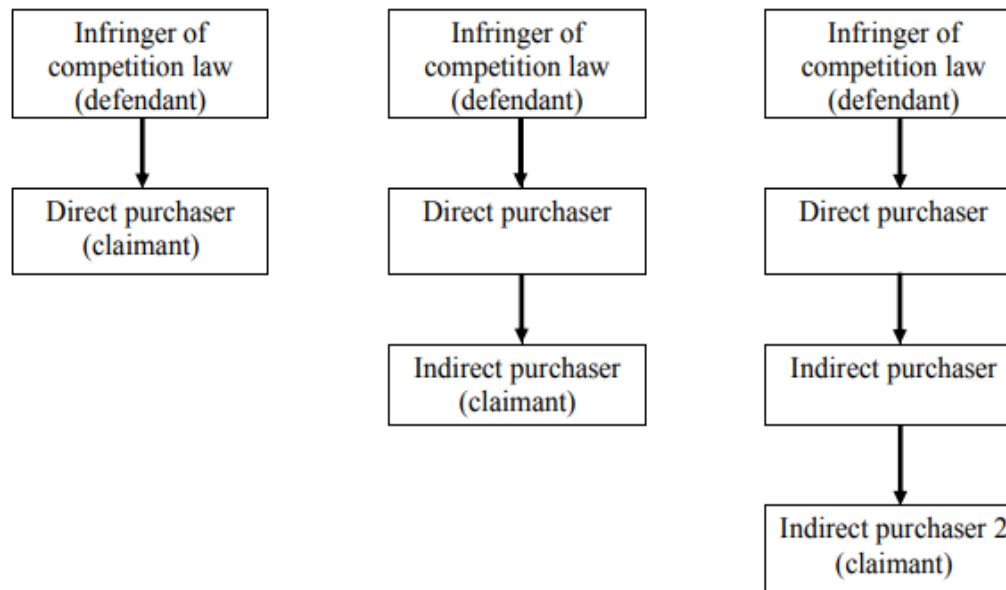 Infringer of
competition law
(defendant)
Direct purchaser
(claimant)
Infringer of
competition law
(defendant)
Direct purchaser
Indirect purchaser
(claimant)
Infringer of
competition law
(defendant)
Direct purchaser
Indirect purchaser
Indirect purchaser 2
(claimant)